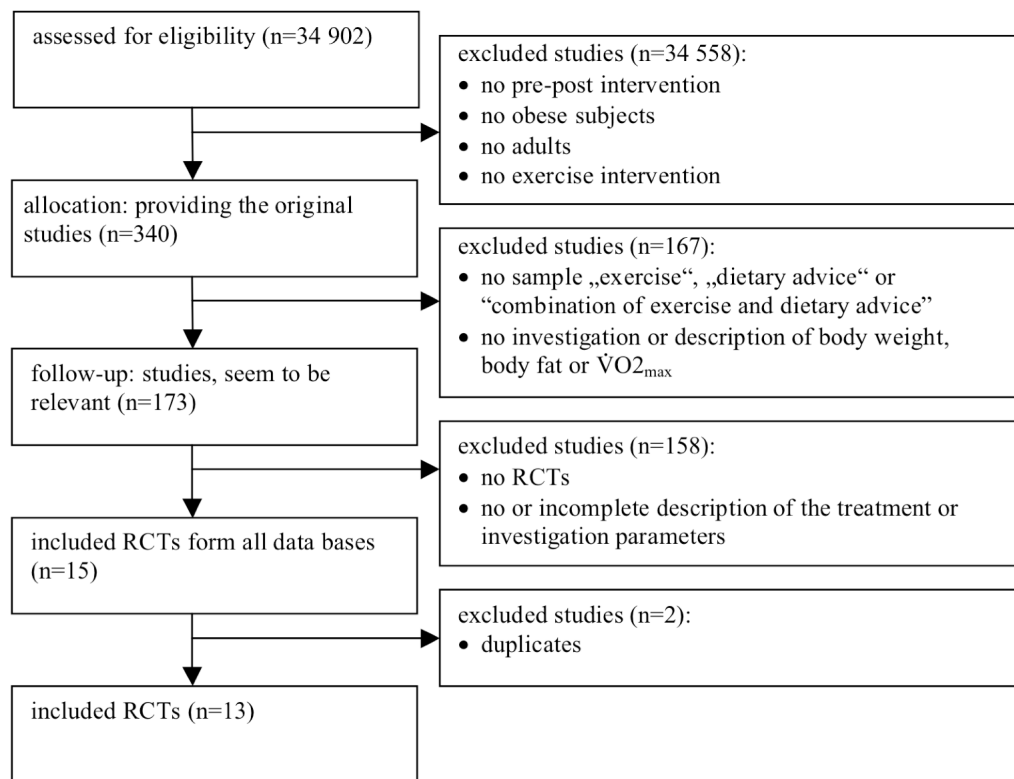 assessed for eligibility (n=34 902)
excluded studies (n=34 558):
• no pre-post intervention
• no obese subjects
• no adults
• no exercise intervention
allocation: providing the original
studies (n=340)
excluded studies (n=167):
• no sample „exercise“, „dietary advice“ or
“combination of exercise and dietary advice”
• no investigation or description of body weight,
body fat or V̇O2max
follow-up: studies, seem to be
relevant (n=173)
excluded studies (n=158):
• no RCTs
• no or incomplete description of the treatment or
investigation parameters
included RCTs form all data bases
(n=15)
excluded studies (n=2):
• duplicates
included RCTs (n=13)